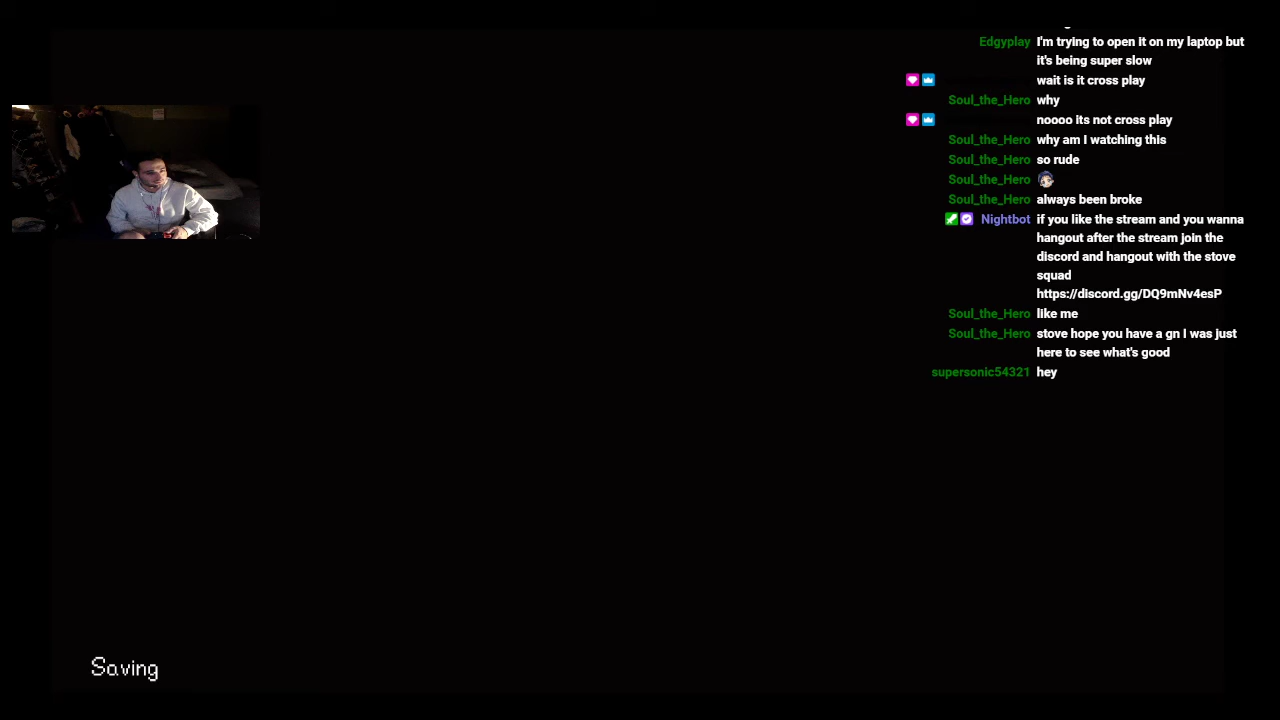 Edgyplay I'm trying to open it on my laptop but
it's being super slow
wait is it cross play
Soul_the_Hero why
noooo its not cross play
Soul_the_Hero why am I watching this
Soul_the_Hero so rude
Soul_the_Hero
Soul_the_Hero always been broke
Nightbot if you like the stream and you wanna
hangout after the stream join the
discord and hangout with the stove
squad
https://discord.gg/DQ9mNv4esP
Soul_the_Hero like me
Soul_the_Hero stove hope you have a gn I was just
here to see what's good
supersonic54321 hey
Saving